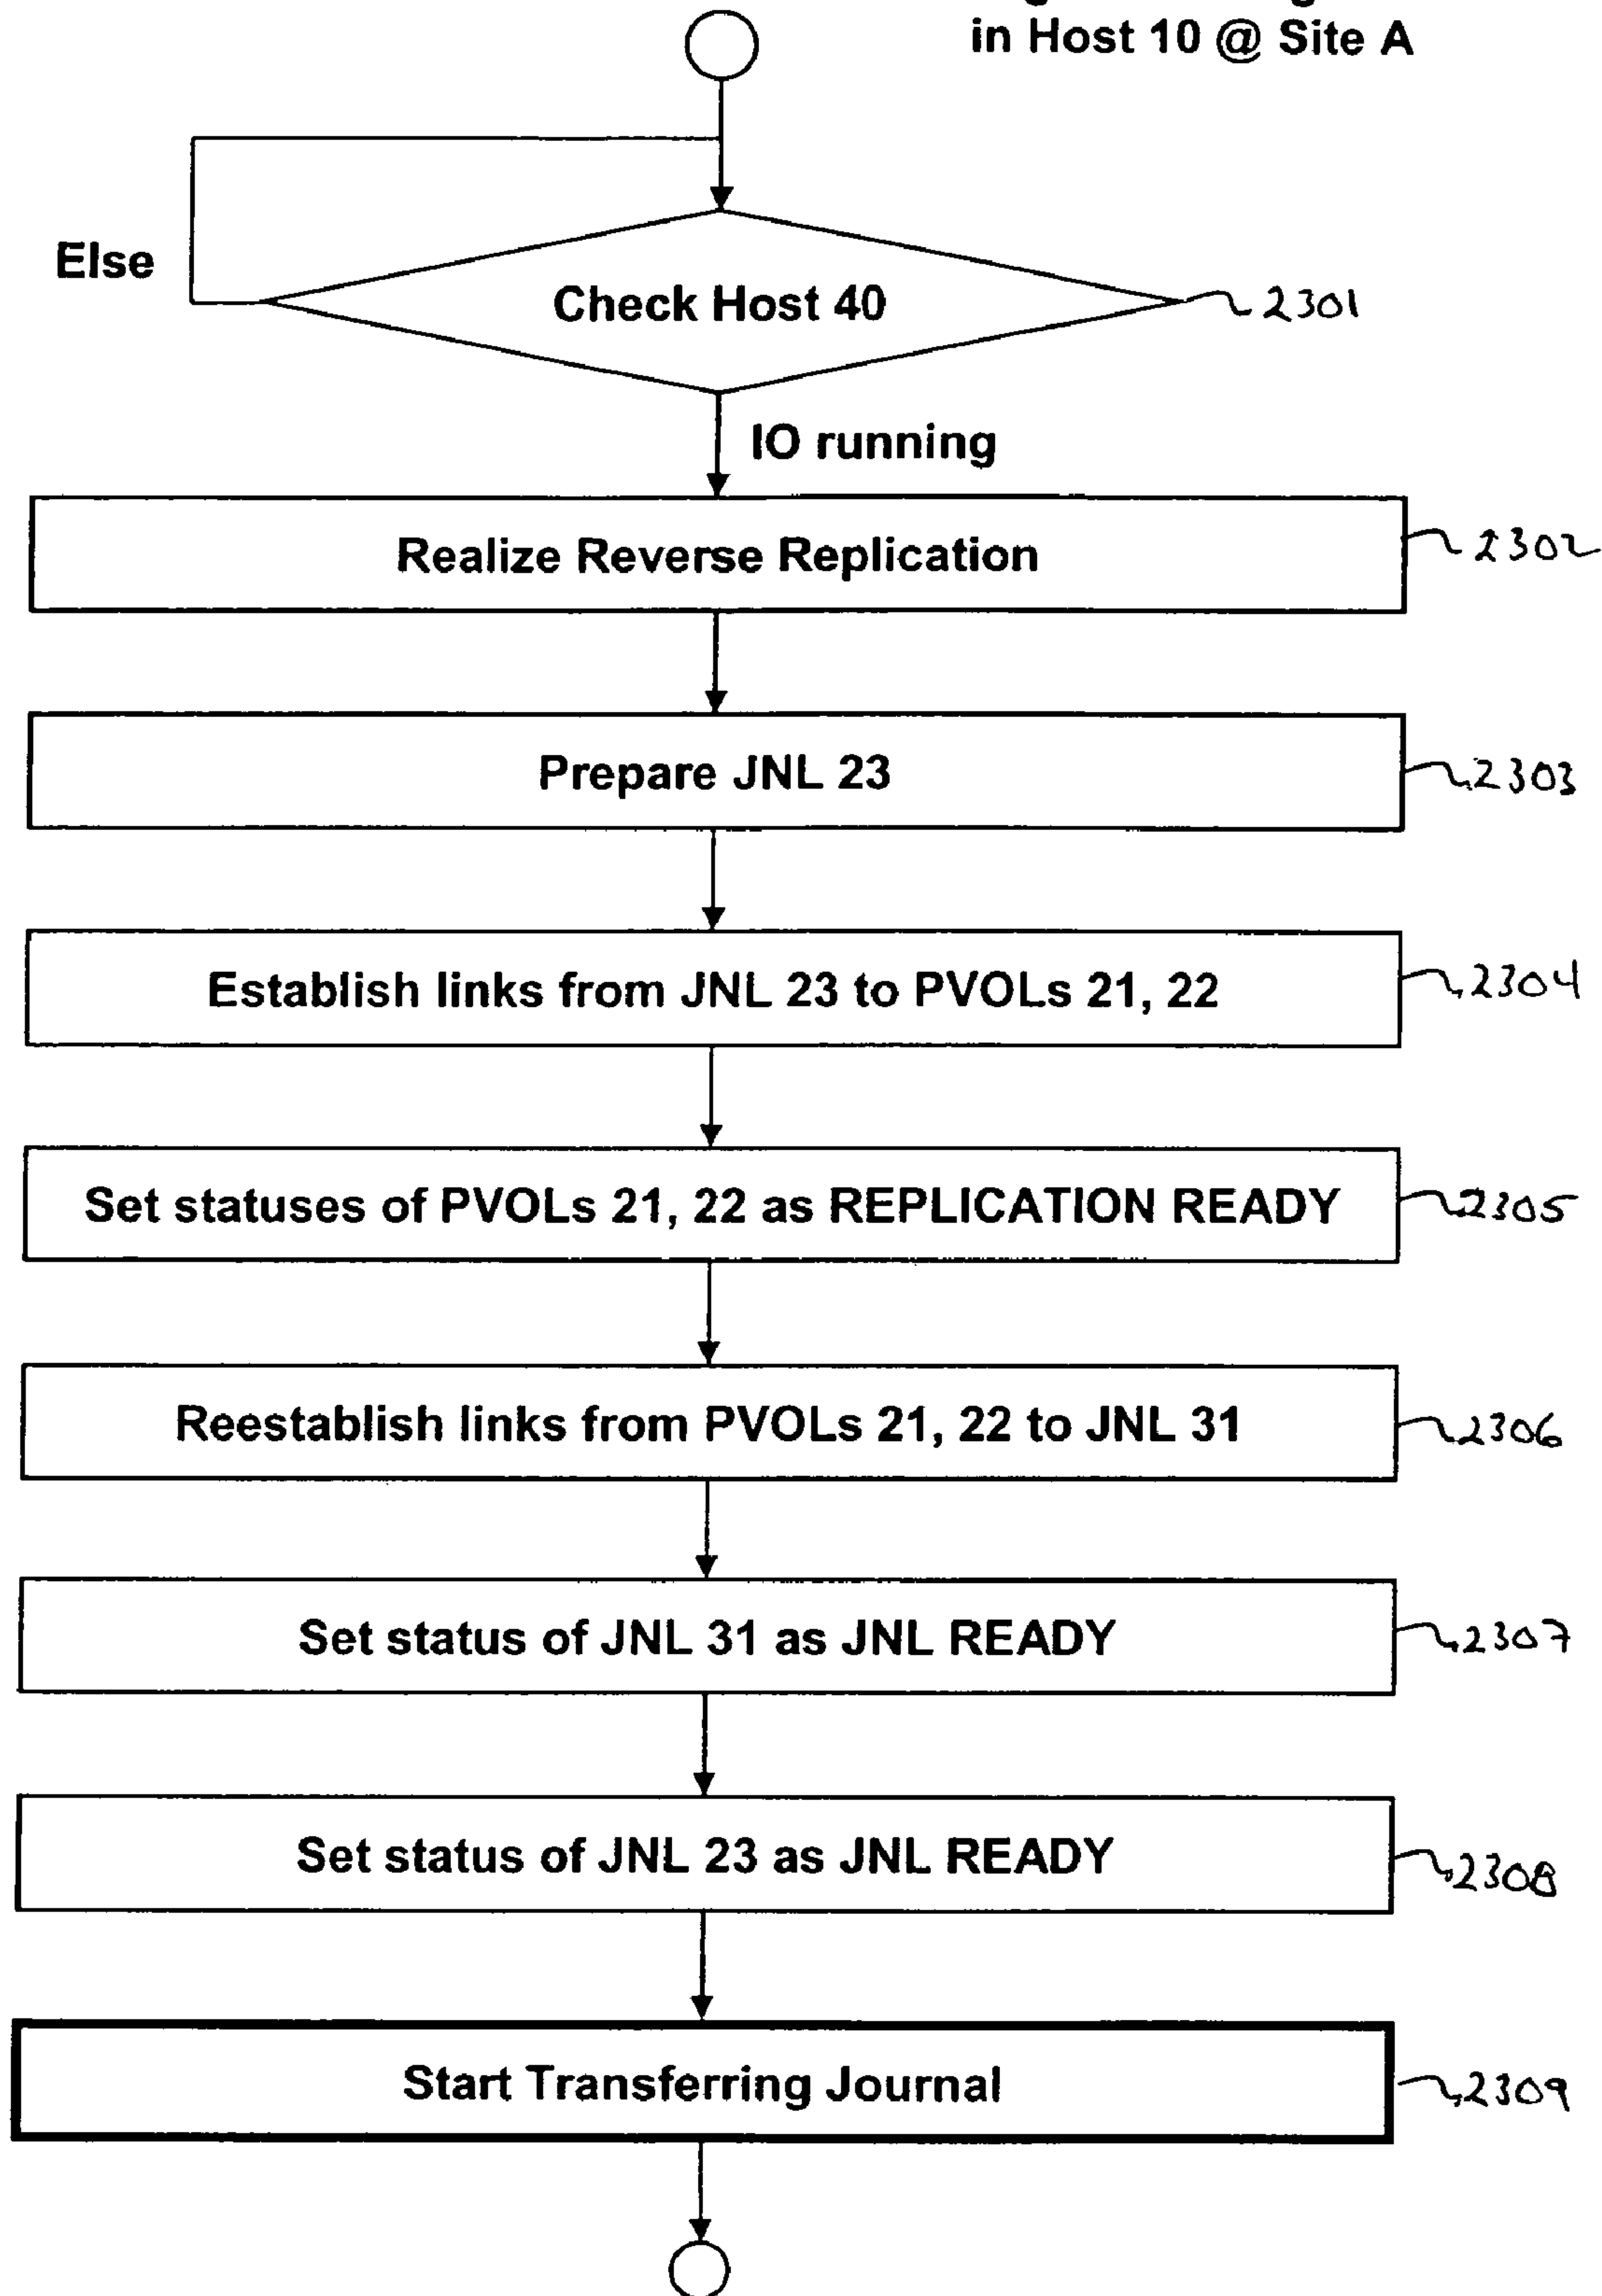 in Host 10 @ Site A
Else
Check Host 40
2301
IO running
Realize Reverse Replication
2302
Prepare JNL 23
2303
Establish links from JNL 23 to PVOLs 21, 22
2304
Set statuses of PVOLs 21, 22 as REPLICATION READY
2305
Reestablish links from PVOLs 21, 22 to JNL 31
2306
Set status of JNL 31 as JNL READY
2307
Set status of JNL 23 as JNL READY
2308
Start Transferring Journal
2309